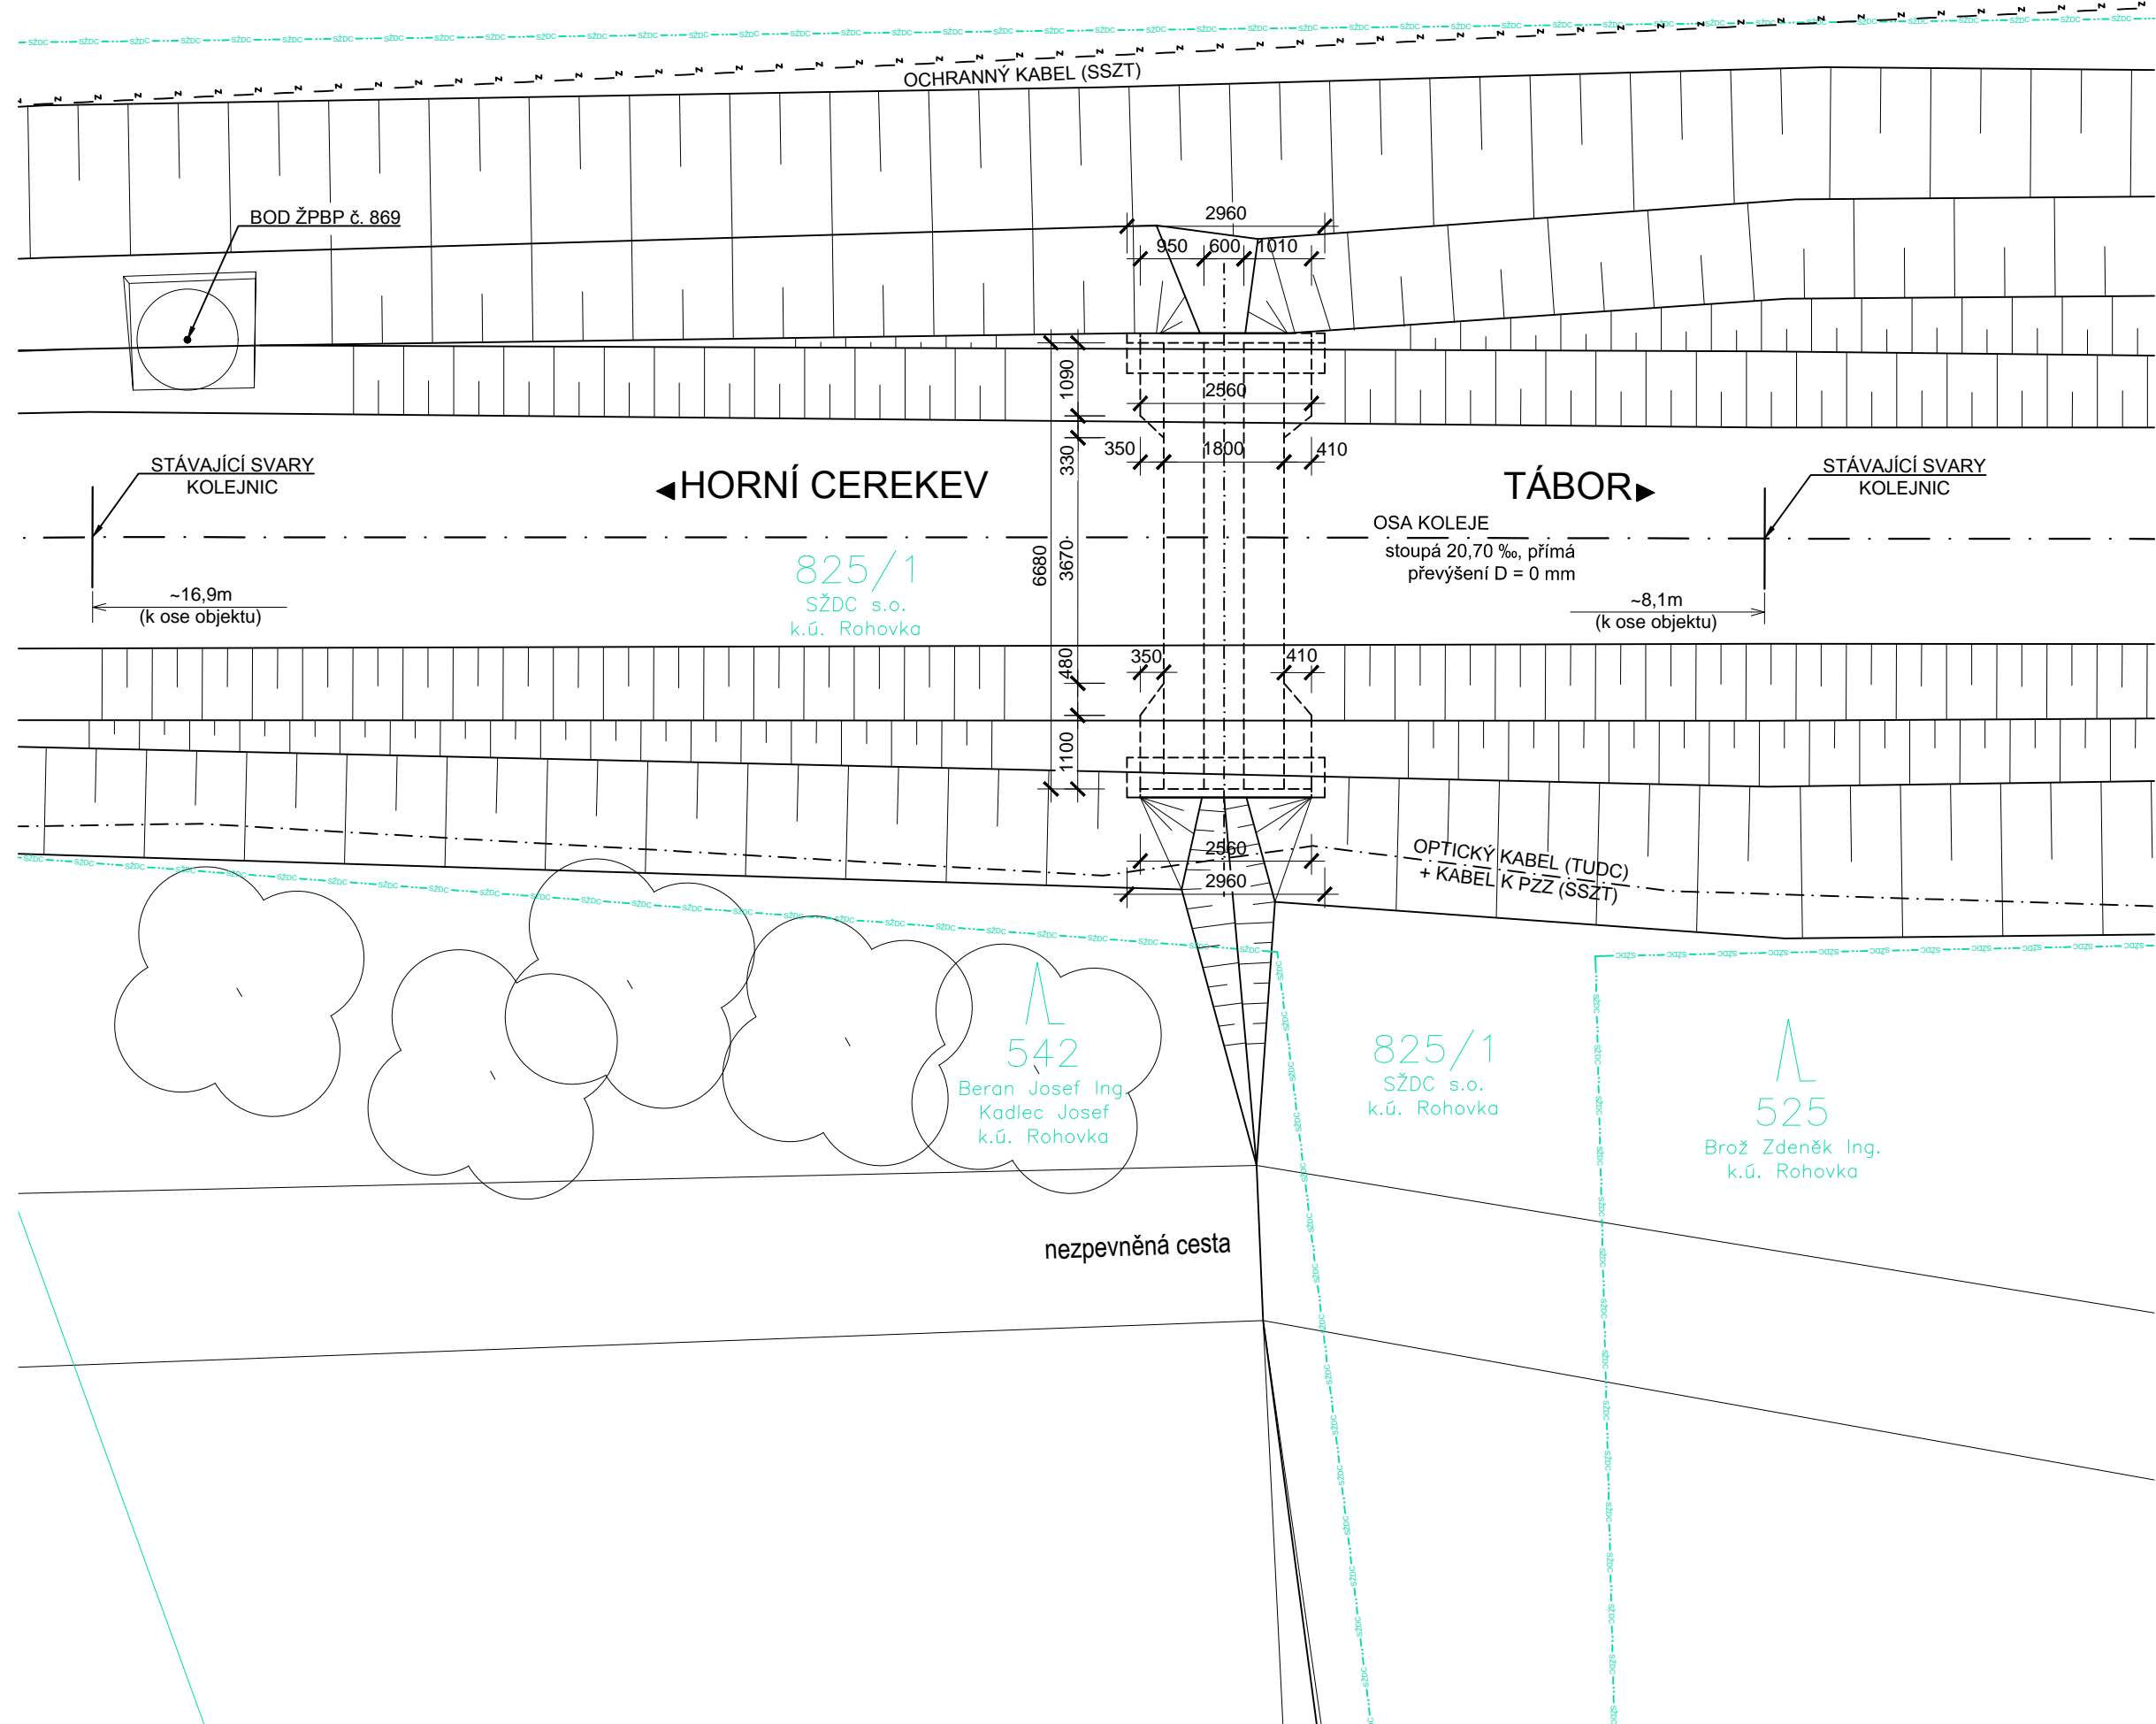 OCHRANNÝ KABEL (SSZT)
BOD ŽPBP č. 869
2960
950 600 1010
1090
2560
350 1800 410
330
STÁVAJÍCÍ SVARY
KOLEJNIC
◄HORNÍ CEREKEV
TÁBOR►
STÁVAJÍCÍ SVARY
KOLEJNIC
OSA KOLEJE
stoupá 20,70 ‰, přímá
převýšení D = 0 mm
6680
3670
825/1
SŽDC s.o.
k.ú. Rohovka
~16,9m
(k ose objektu)
~8,1m
(k ose objektu)
480
350 410
1100
2560
2960
OPTICKÝ KABEL (TUDC)
+ KABEL K PZZ (SSZT)
542
Beran Josef Ing.
Kadlec Josef
k.ú. Rohovka
825/1
SŽDC s.o.
k.ú. Rohovka
525
Brož Zdeněk Ing.
k.ú. Rohovka
nezpevněná cesta